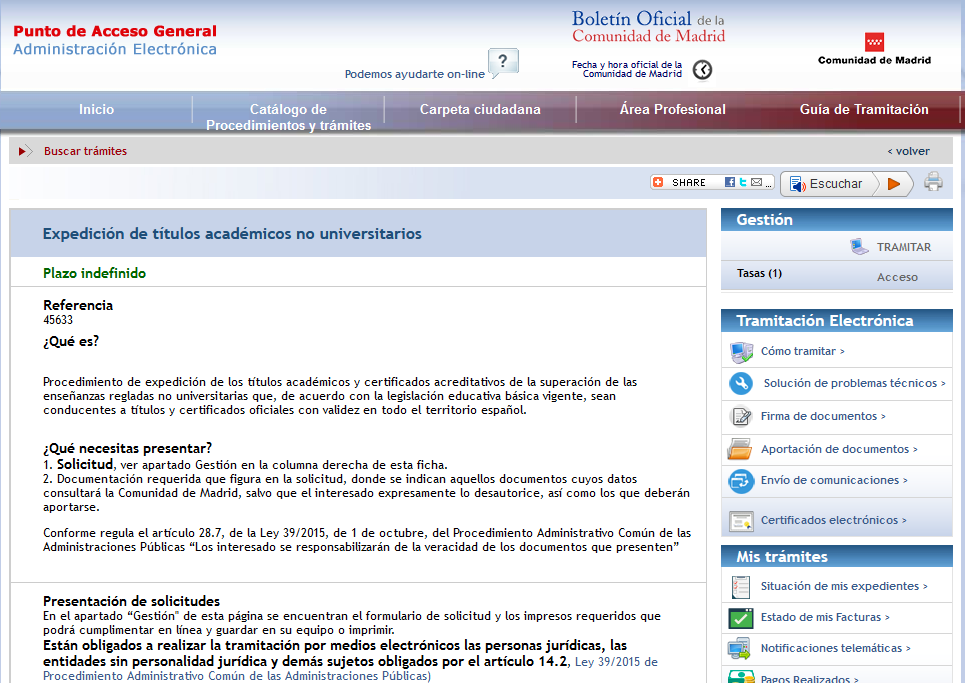 Punto de Acceso General
Administración Electrónica
Podemos ayudarte on-line
?
Boletín Oficial de la
Comunidad de Madrid
Fecha y hora oficial de la
Comunidad de Madrid
Comunidad de Madrid
Inicio
Catálogo de
Procedimientos y trámites
Carpeta ciudadana
Área Profesional
Guía de Tramitación
Buscar trámites
< volver
SHARE
Escuchar
Expedición de títulos académicos no universitarios
Plazo indefinido
Referencia
45633
¿Qué es?
Procedimiento de expedición de los títulos académicos y certificados acreditativos de la superación de las
enseñanzas regladas no universitarias que, de acuerdo con la legislación educativa básica vigente, sean
conducentes a títulos y certificados oficiales con validez en todo el territorio español.
¿Qué necesitas presentar?
1. Solicitud, ver apartado Gestión en la columna derecha de esta ficha.
2. Documentación requerida que figura en la solicitud, donde se indican aquellos documentos cuyos datos
consultará la Comunidad de Madrid, salvo que el interesado expresamente lo desautorice, así como los que deberán
aportarse.
Conforme regula el artículo 28.7, de la Ley 39/2015, de 1 de octubre, del Procedimiento Administrativo Común de las
Administraciones Públicas “Los interesado se responsabilizarán de la veracidad de los documentos que presenten”
Presentación de solicitudes
En el apartado “Gestión" de esta página se encuentran el formulario de solicitud y los impresos requeridos que
podrá cumplimentar en línea y guardar en su equipo o imprimir.
Están obligados a realizar la tramitación por medios electrónicos las personas jurídicas, las
entidades sin personalidad jurídica y demás sujetos obligados por el artículo 14.2, Ley 39/2015 de
Procedimiento Administrativo Común de las Administraciones Públicas)
Gestión
TRAMITAR
Tasas (1)
Acceso
Tramitación Electrónica
Cómo tramitar >
Solución de problemas técnicos >
Firma de documentos >
Aportación de documentos >
Envío de comunicaciones >
Certificados electrónicos >
Mis trámites
Situación de mis expedientes >
Estado de mis Facturas >
Notificaciones telemáticas >
Pagos Realizados >